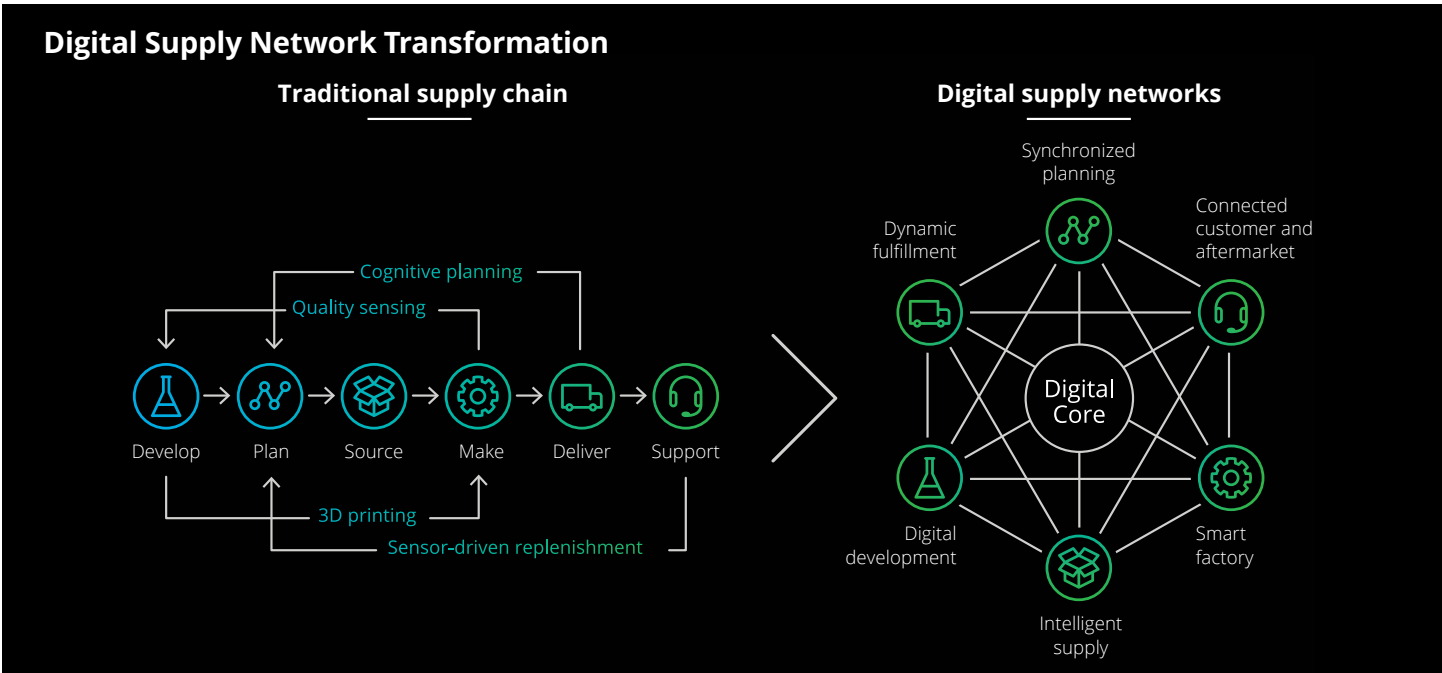 Digital Supply Network Transformation
Traditional supply chain
Cognitive planning
Quality sensing
Develop
Plan
Source
Make
Deliver
Support
3D printing
Sensor-driven replenishment
Digital supply networks
Synchronized
planning
Dynamic
fulfillment
Connected
customer and
aftermarket
Digital
Core
Digital
development
Smart
factory
Intelligent
supply